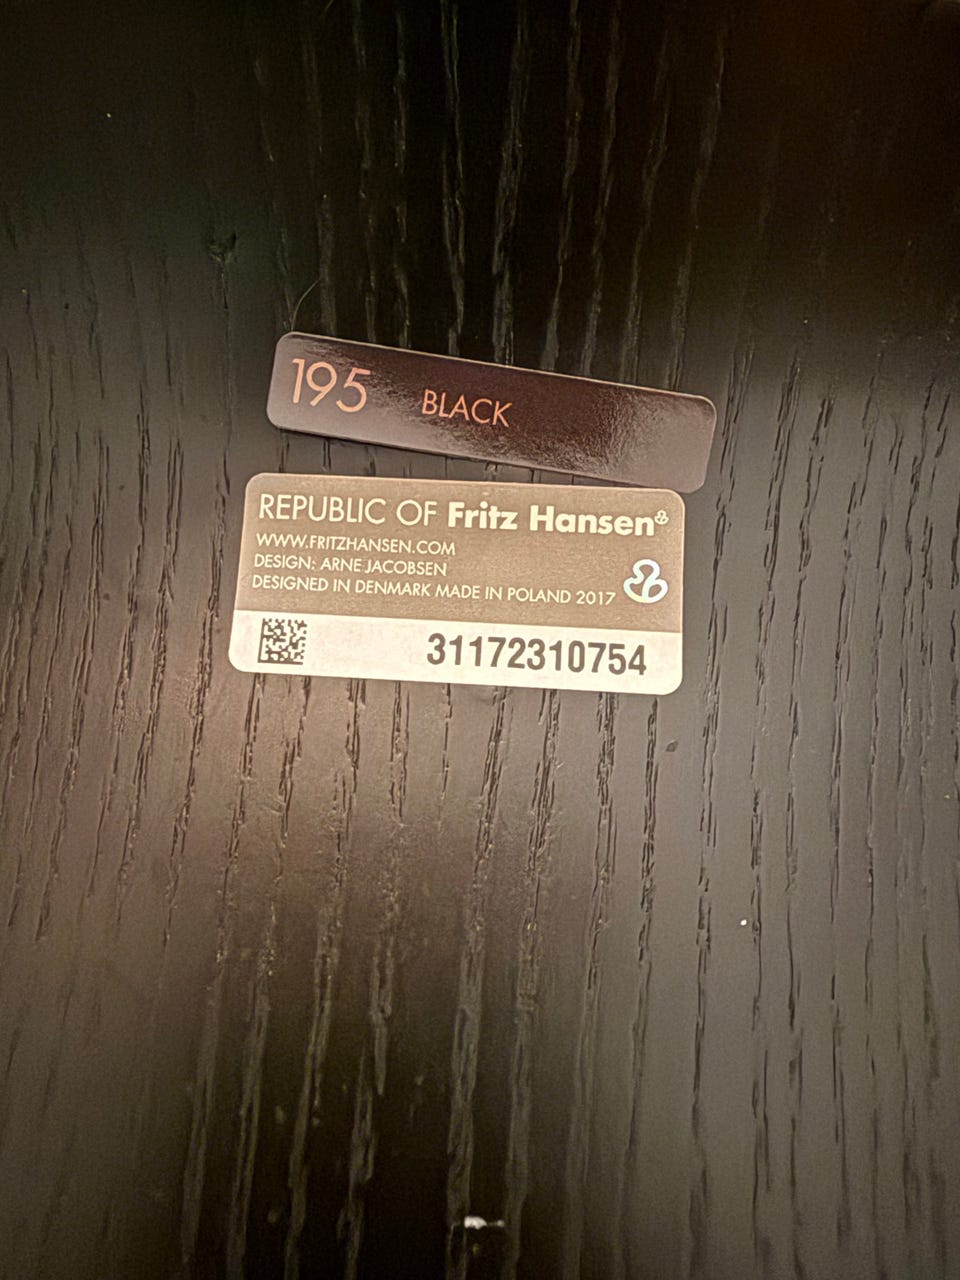 195 BLACK
REPUBLIC OF Fritz Hansen
WWW.FRITZHANSEN.COM
DESIGN: ARNE JACOBSEN
DESIGNED IN DENMARK MADE IN POLAND 2017
31172310754